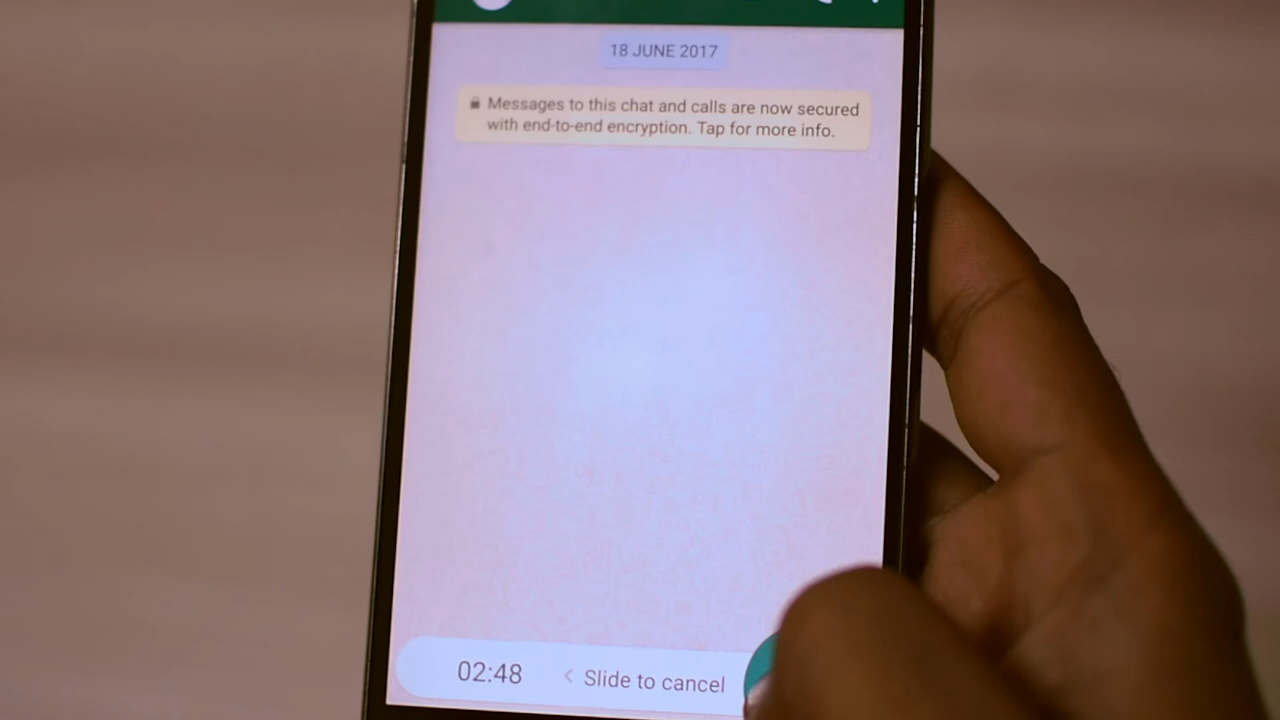 18 JUNE 2017
Messages to this chat and calls are now secured
with end-to-end encryption. Tap for more info.
02:48 < Slide to cancel